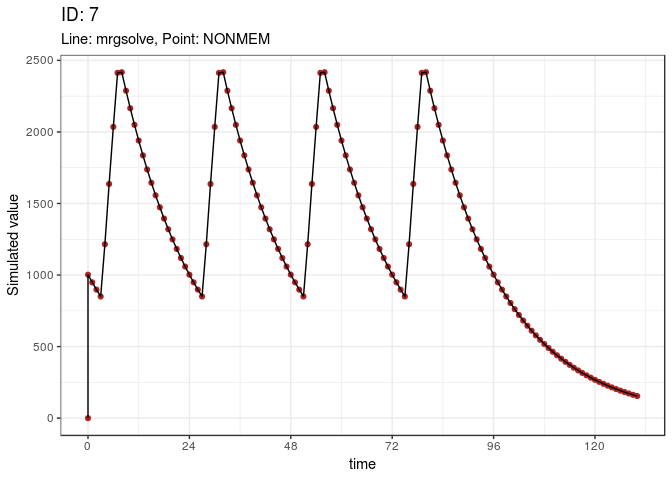 ID: 7
Line: mrgsolve, Point: NONMEM
Simulated value
2500
2000
1500
1000
500
0
0 24 48 72 96 120
time